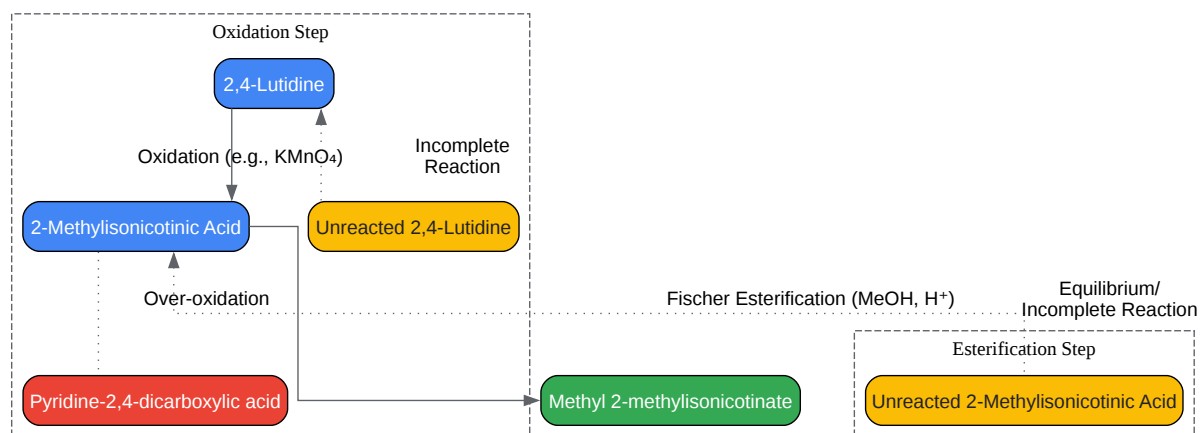 Oxidation Step
2,4-Lutidine
Oxidation (e.g., KMnO₄)
Incomplete
Reaction
2-Methylisonicotinic Acid
Unreacted 2,4-Lutidine
Over-oxidation
Fischer Esterification (MeOH, H⁺)
Equilibrium/
Incomplete Reaction
Esterification Step
Pyridine-2,4-dicarboxylic acid
Methyl 2-methylisonicotinate
Unreacted 2-Methylisonicotinic Acid